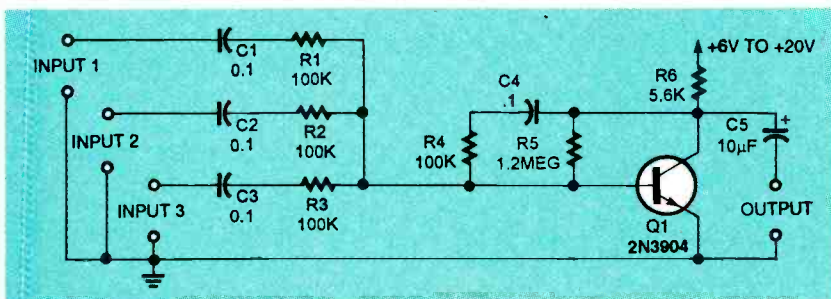 INPUT 1
C1
0.1
R1
100K
INPUT 2
C2
0.1
R2
100K
INPUT 3
C3
0.1
R3
100K
C4
.1
R4
100K
R5
1.2MEG
+6V TO +20V
R6
5.6K
C5
+
10µF
Q1
2N3904
OUTPUT